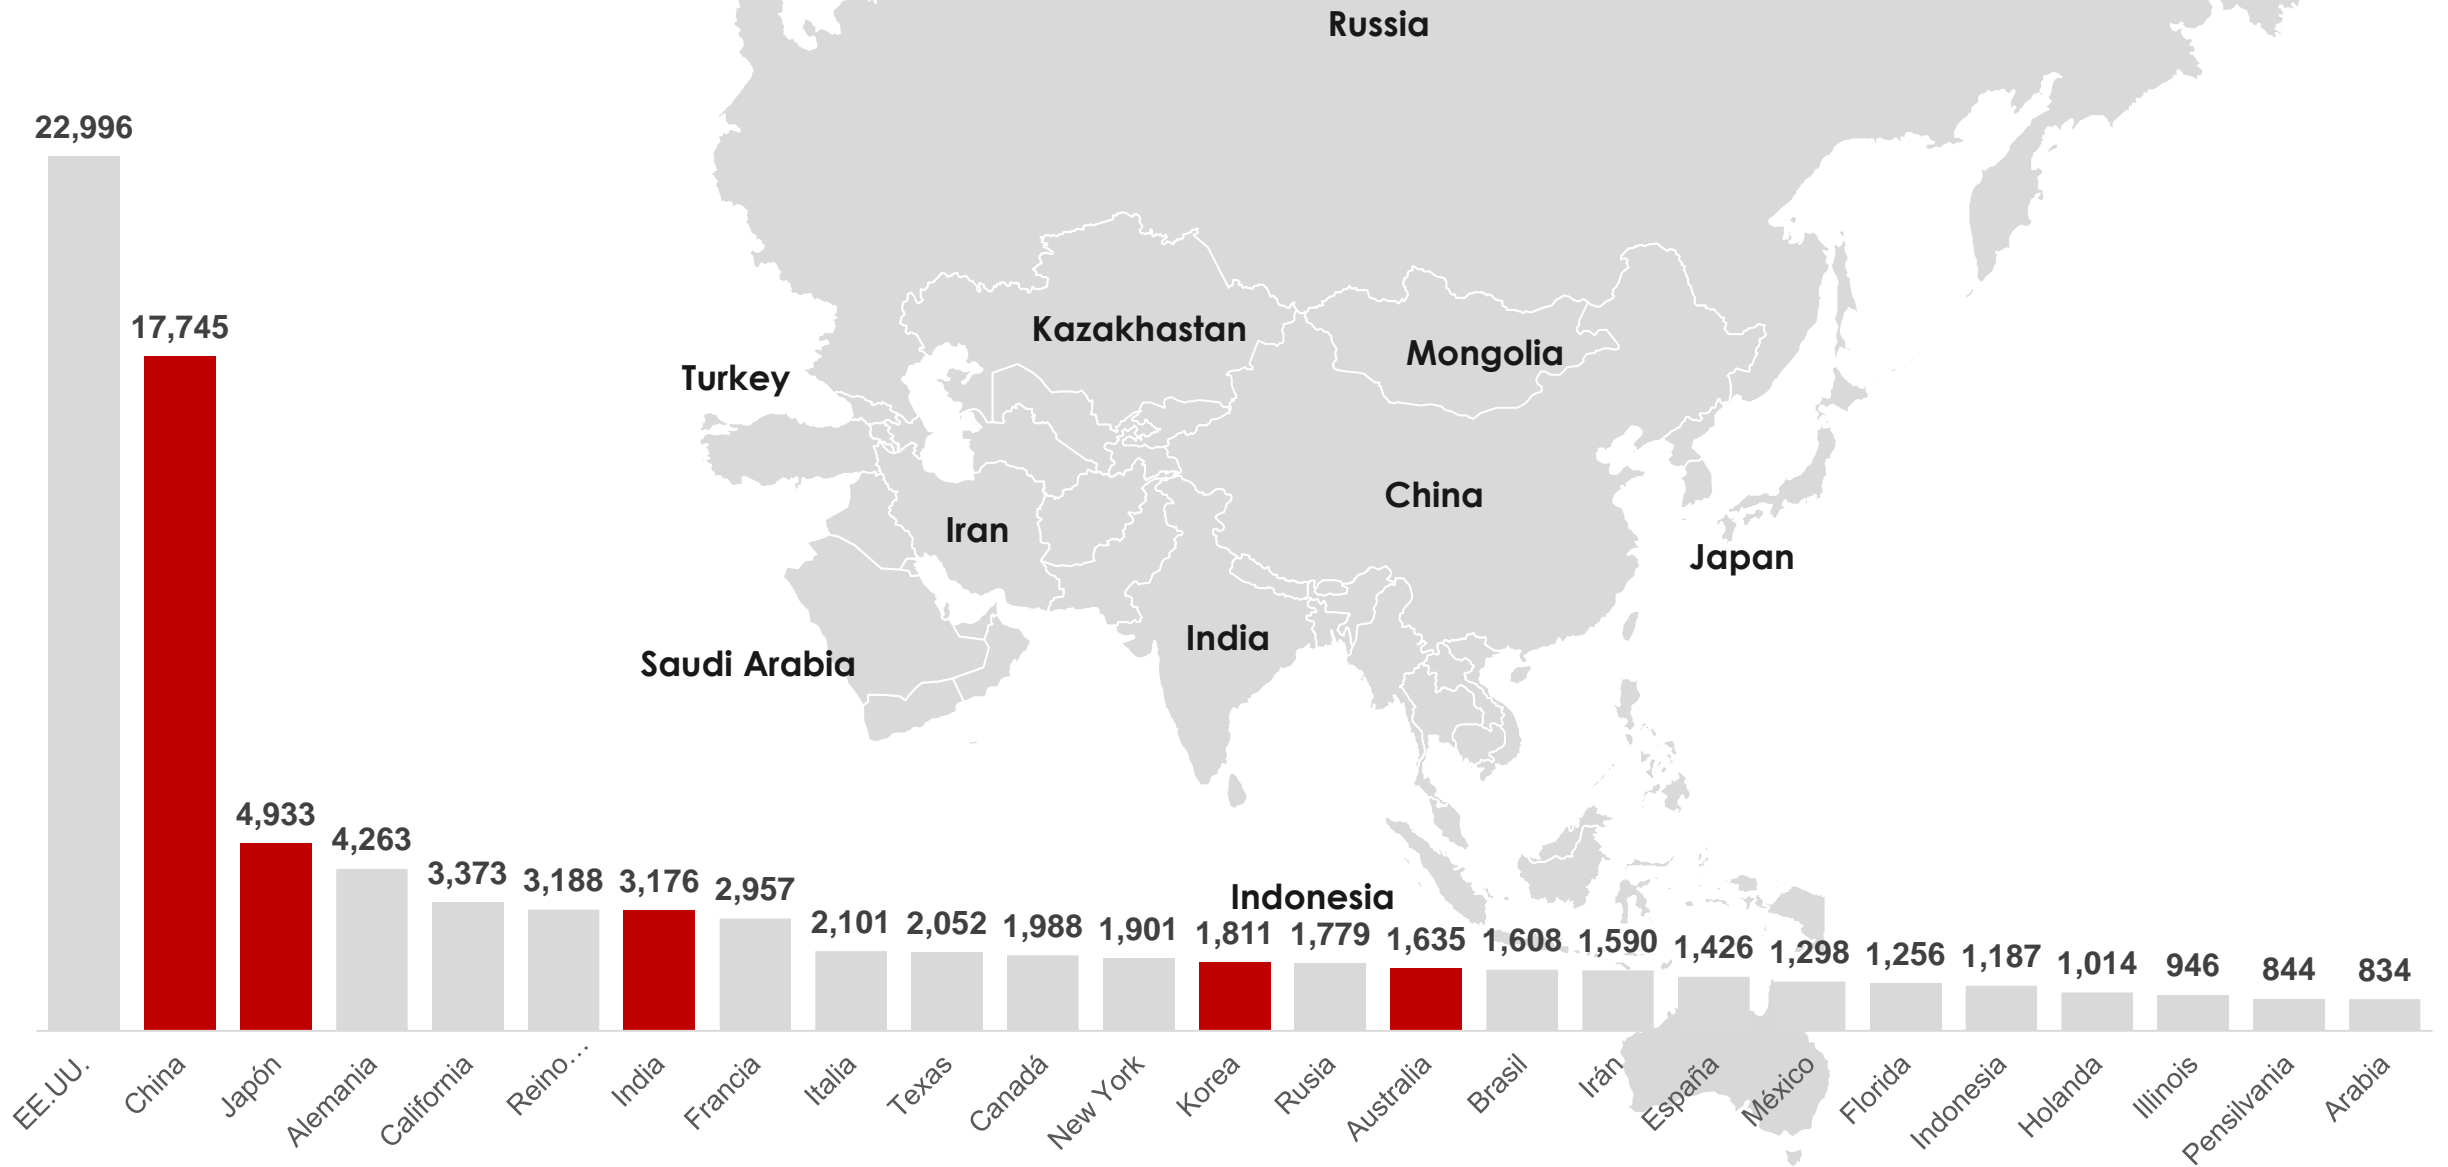 Russia
Kazakhastan
Mongolia
Turkey
China
Iran
Japan
India
Saudi Arabia
Indonesia
22,996
17,745
4,933
4,263
3,373
3,188
3,176
2,957
2,101
2,052
1,988
1,901
1,811
1,779
1,635
1,608
1,590
1,426
1,298
1,256
1,187
1,014
946
844
834
EE.UU.
China
Japón
Alemania
California
Reino…
India
Francia
Italia
Texas
Canadá
New York
Korea
Rusia
Australia
Brasil
Irán
España
México
Florida
Indonesia
Holanda
Illinois
Pensilvania
Arabia